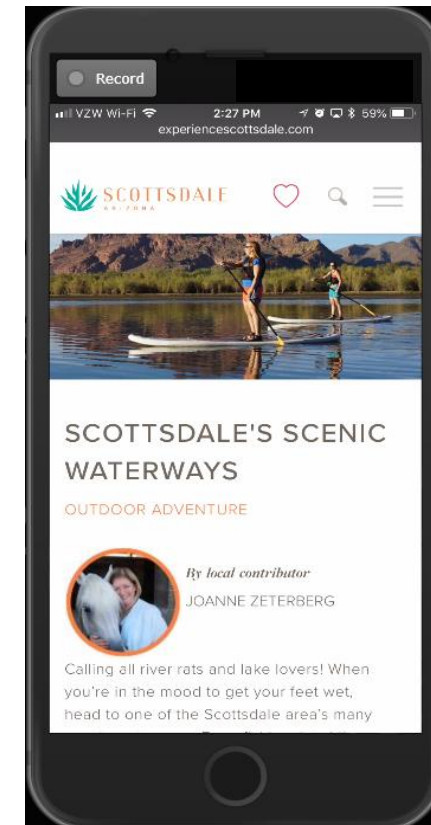 Record
VZW Wi-Fi 2:27 PM 59%
experiencescottsdale.com
SCOTTSDALE
ARIZONA
SCOTTSDALE'S SCENIC
WATERWAYS
OUTDOOR ADVENTURE
By local contributor
JOANNE ZETERBERG
Calling all river rats and lake lovers! When
you're in the mood to get your feet wet,
head to one of the Scottsdale area's many